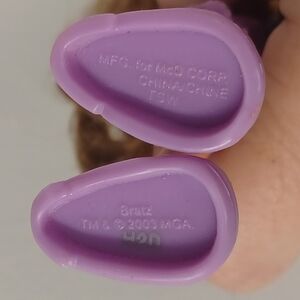 MFG. for McD CORP.
CHINA/CHINE
Bratz
TM & © 2003 MGA.